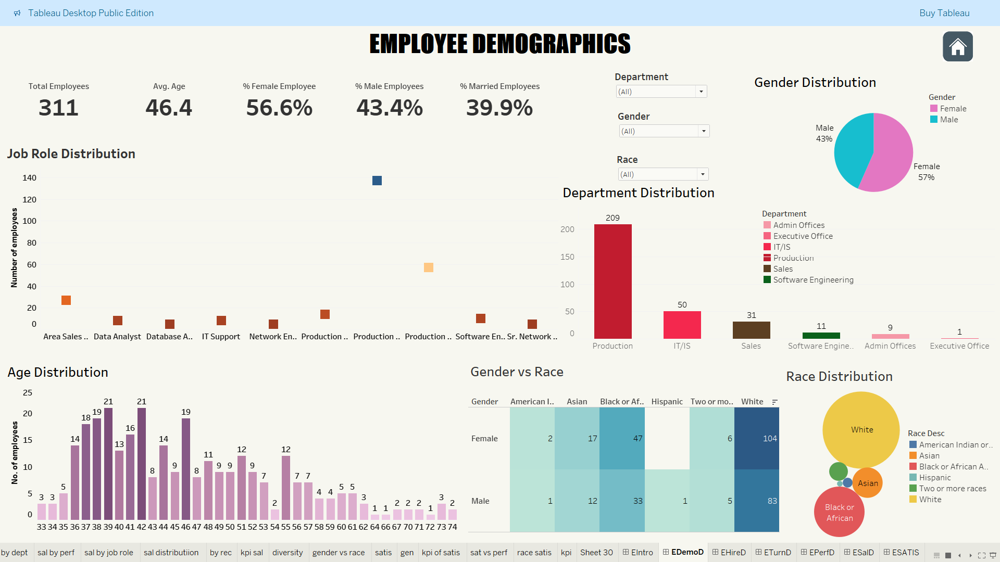 Tableau Desktop Public Edition
Buy Tableau
EMPLOYEE DEMOGRAPHICS
Total Employees
311
Avg. Age
46.4
% Female Employee
56.6%
% Male Employees
43.4%
% Married Employees
39.9%
Department
(All)
Gender
(All)
Race
(All)
Gender Distribution
Gender
Female
Male
Male
43%
Female
57%
Job Role Distribution
Number of employees
140
120
100
80
60
40
20
0
Area Sales .. Data Analyst Database A.. IT Support Network En.. Production .. Production .. Production .. Software En.. Sr. Network ..
Department Distribution
Department
Admin Offices
Executive Office
IT/IS
Production
Sales
Software Engineering
200
150
100
50
0
209
50
31
11
9
1
Production IT/IS Sales Software Engine.. Admin Offices Executive Office
Age Distribution
No. of employees
25
20
15
10
5
0
3 3 5 14 18 19 21 13 16 21 8 14 9 19 8 11 9 9 12 9 7 2 12 7 7 4 4 5 5 3 1 1 2 2 2 1 3 2
33 34 35 36 37 38 39 40 41 42 43 44 45 46 47 48 49 50 51 52 53 54 55 56 57 58 59 60 61 62 64 66 67 70 71 72 73 74
Gender vs Race
Gender American I.. Asian Black or Af.. Hispanic Two or mo.. White
Female 2 17 47 6 104
Male 1 12 33 1 5 83
Race Distribution
White
Asian
Black or
African
Race Desc
American Indian or..
Asian
Black or African A..
Hispanic
Two or more races
White
by dept sal by perf sal by job role sal distributiion by rec kpi sal diversity gender vs race satis gen kpi of satis sat vs perf race satis kpi Sheet 30 EIntro EDemoD EHireD ETurnD EPerfD ESalD ESATIS